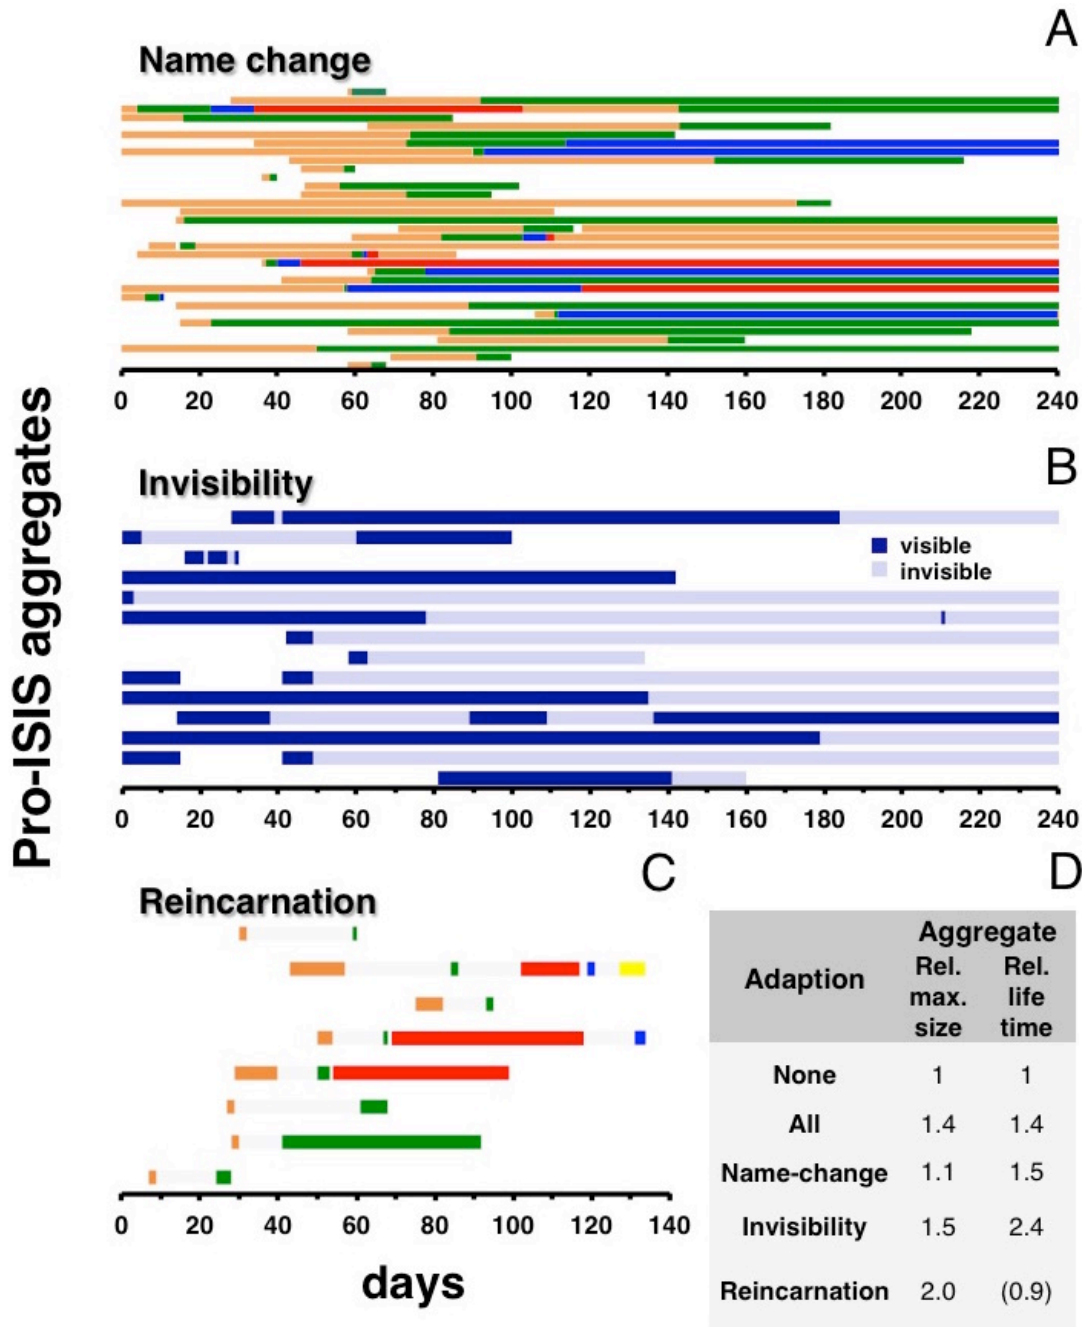 A
Name change
0 20 40 60 80 100 120 140 160 180 200 220 240
Pro-ISIS aggregates
B
Invisibility
visible
invisible
0 20 40 60 80 100 120 140 160 180 200 220 240
C
Reincarnation
0 20 40 60 80 100 120 140
days
D
Aggregate
Adaption
Rel. max. size
Rel. life time
None 1 1
All 1.4 1.4
Name-change 1.1 1.5
Invisibility 1.5 2.4
Reincarnation 2.0 (0.9)